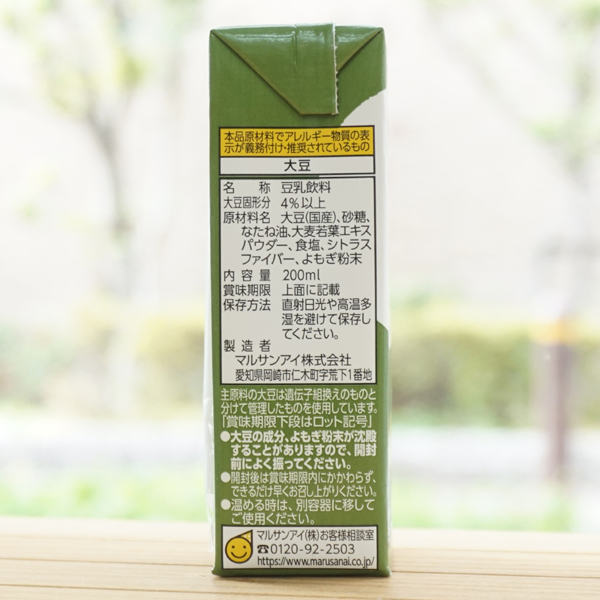 本品原材料でアレルギー物質の表
示が義務付け・推奨されているもの
大豆
名　　称　豆乳飲料
大豆固形分　4%以上
原材料名　大豆(国産)、砂糖、
なたね油、大麦若葉エキス
パウダー、食塩、シトラス
ファイバー、よもぎ粉末
内 容 量　200ml
賞味期限　上面に記載
保存方法　直射日光や高温多
湿を避けて保存し
てください。
製 造 者
マルサンアイ株式会社
愛知県岡崎市仁木町字荒下1番地
主原料の大豆は遺伝子組換えのものと
分けて管理したものを使用しています。
「賞味期限下段はロット記号」
●大豆の成分、よもぎ粉末が沈殿
することがありますので、開封
前によく振ってください。
●開封後は賞味期限内にかかわらず、
できるだけ早くお召し上がりください。
●温める時は、別容器に移して
ご使用ください。
マルサンアイ(株)お客様相談室
☎0120-92-2503
https://www.marusanai.co.jp/